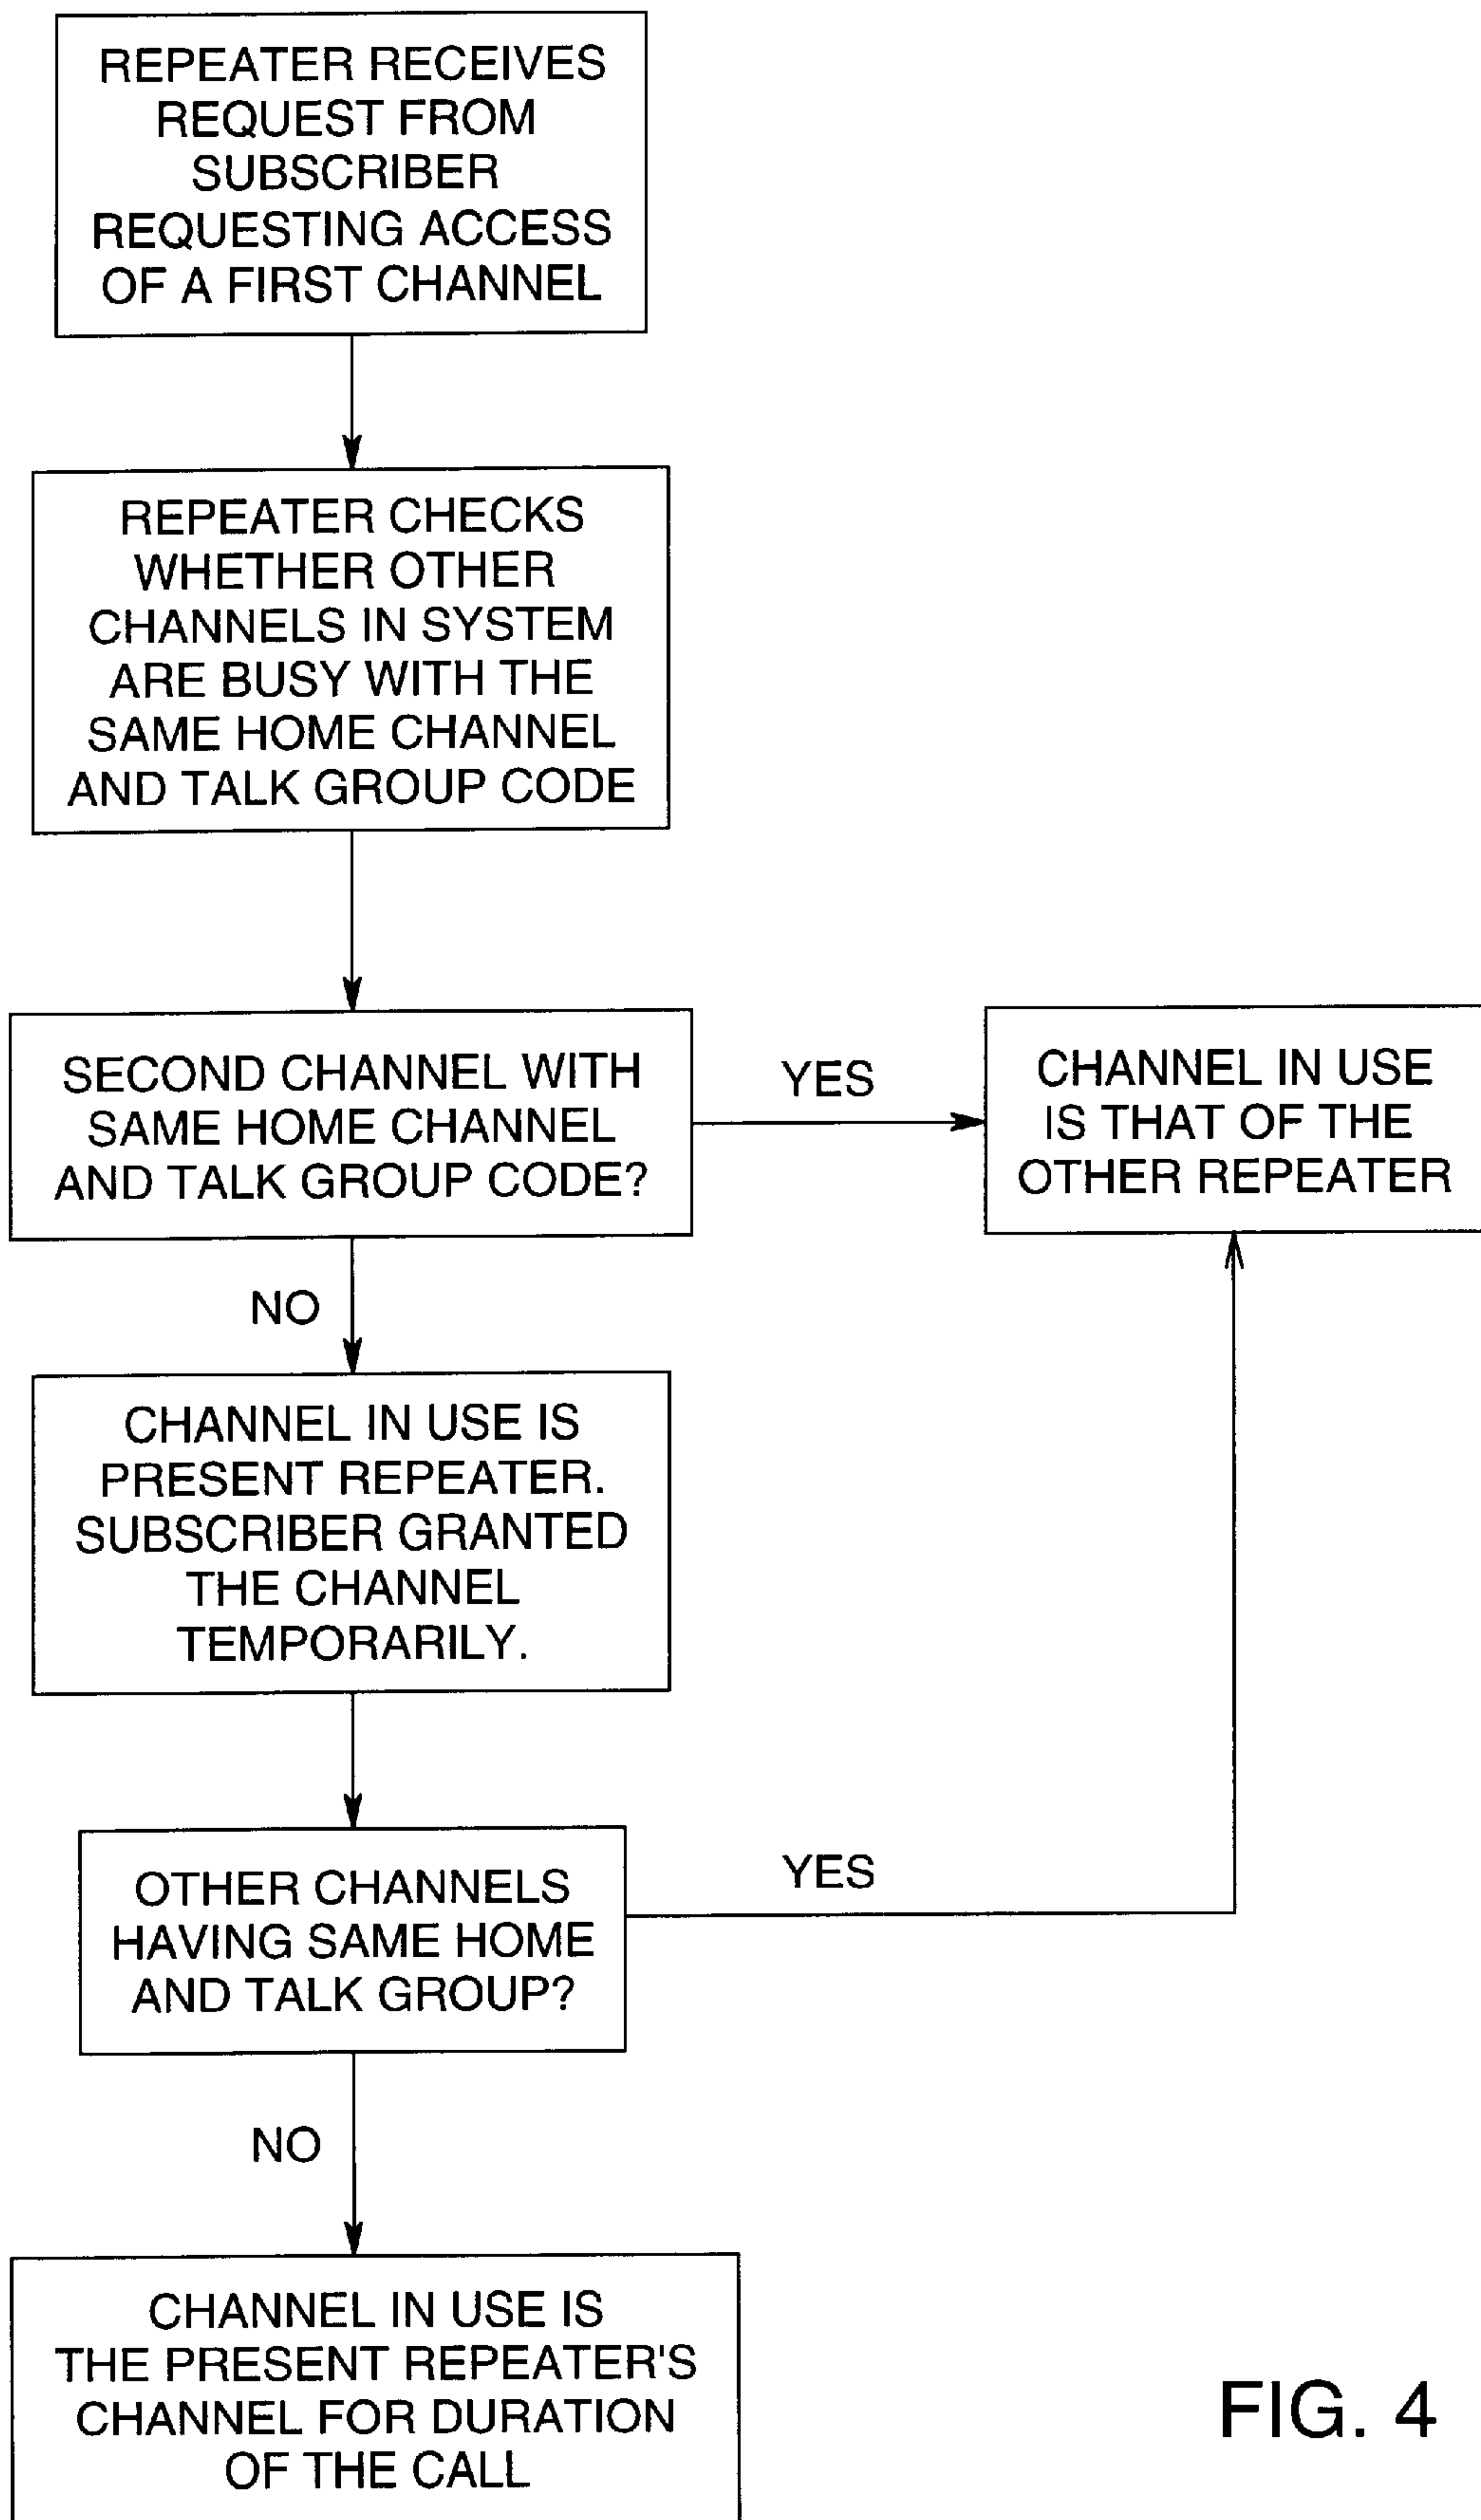 REPEATER RECEIVES
REQUEST FROM
SUBSCRIBER
REQUESTING ACCESS
OF A FIRST CHANNEL
REPEATER CHECKS
WHETHER OTHER
CHANNELS IN SYSTEM
ARE BUSY WITH THE
SAME HOME CHANNEL
AND TALK GROUP CODE
SECOND CHANNEL WITH
SAME HOME CHANNEL
AND TALK GROUP CODE?
YES
CHANNEL IN USE
IS THAT OF THE
OTHER REPEATER
NO
CHANNEL IN USE IS
PRESENT REPEATER.
SUBSCRIBER GRANTED
THE CHANNEL
TEMPORARILY.
OTHER CHANNELS
HAVING SAME HOME
AND TALK GROUP?
YES
NO
CHANNEL IN USE IS
THE PRESENT REPEATER'S
CHANNEL FOR DURATION
OF THE CALL
FIG. 4